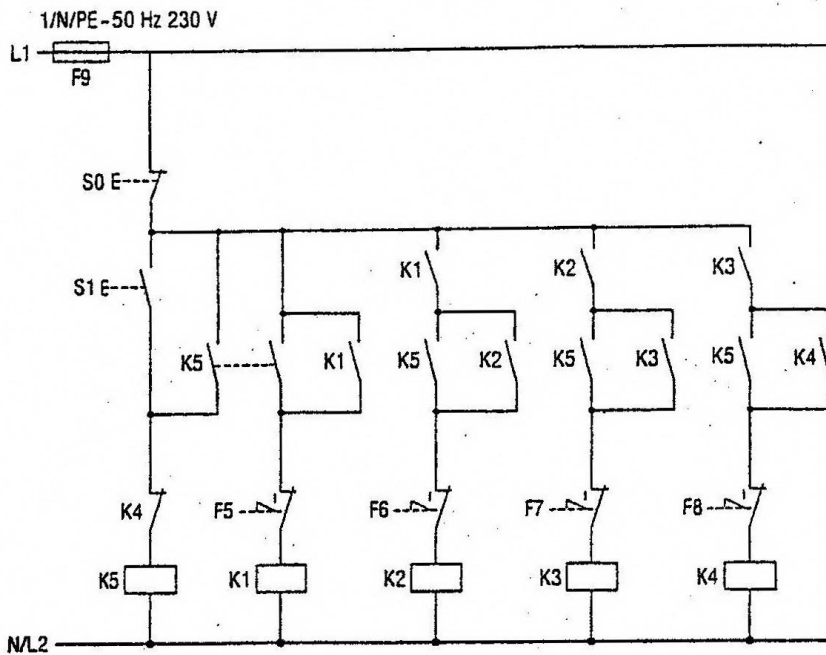 1/N/PE~50 Hz 230 V
L1
F9
S0 E
S1 E
K1 K2 K3
K5 K1 K5 K2 K5 K3 K5 K4
K4 F5 F6 F7 F8
K5 K1 K2 K3 K4
N/L2